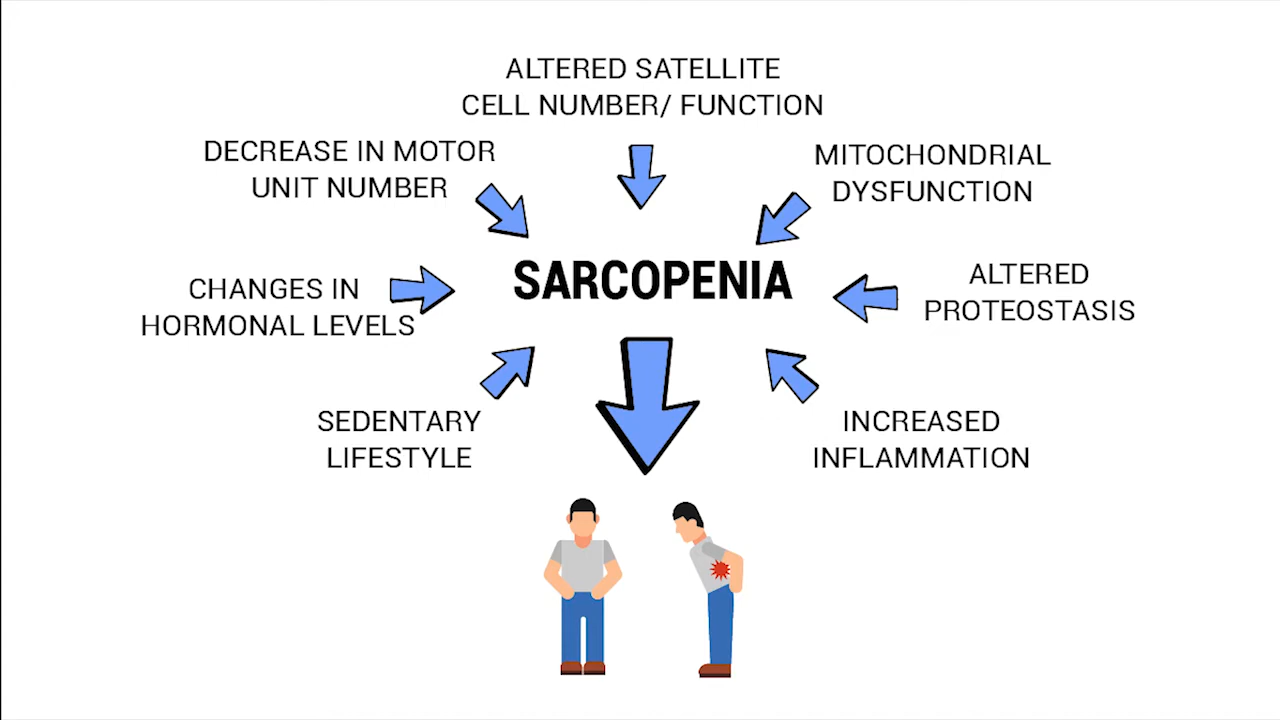 ALTERED SATELLITE
CELL NUMBER/ FUNCTION
DECREASE IN MOTOR
UNIT NUMBER
MITOCHONDRIAL
DYSFUNCTION
SARCOPENIA
CHANGES IN
HORMONAL LEVELS
ALTERED
PROTEOSTASIS
SEDENTARY
LIFESTYLE
INCREASED
INFLAMMATION